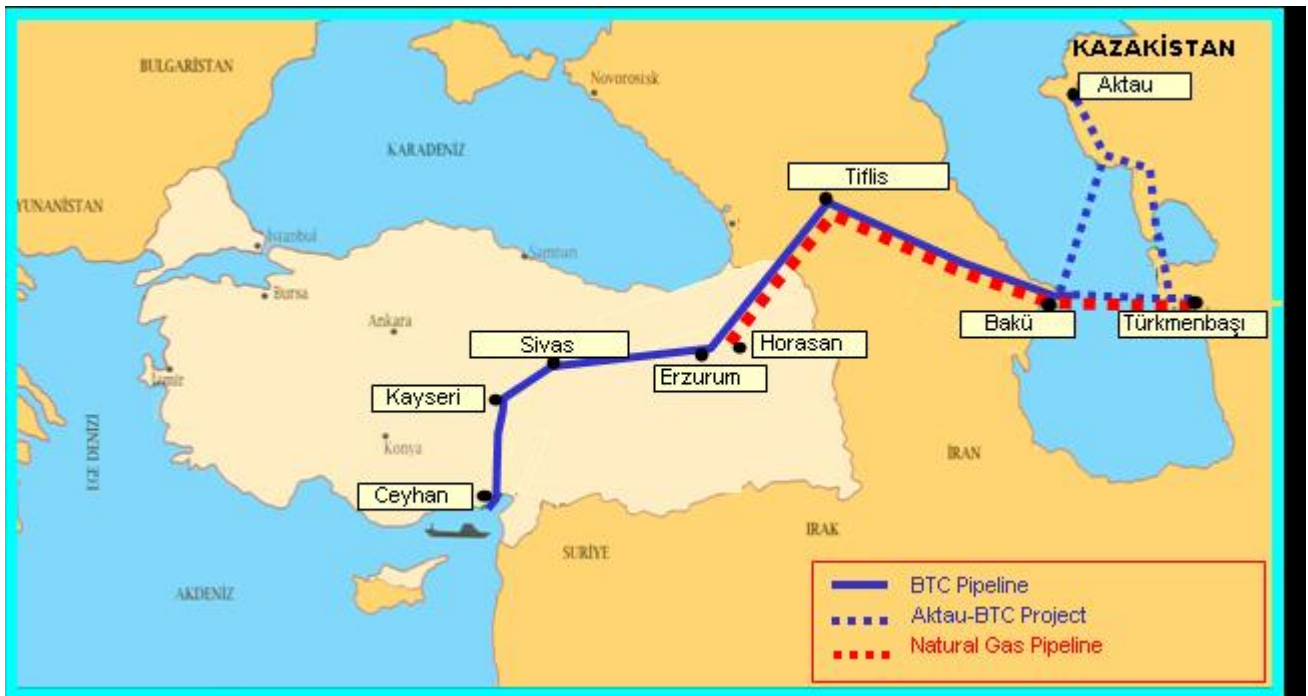 KAZAKİSTAN
BULGARİSTAN
Novorosisk
Aktau
KARADENİZ
Tiflis
YUNANİSTAN
İstanbul
Samsun
Bursa
Ankara
Bakü
Türkmenbaşı
Sivas
Horasan
Erzurum
İzmir
Kayseri
Konya
EGE DENİZİ
İRAN
Ceyhan
IRAK
SURİYE
AKDENİZ
BTC Pipeline
Aktau-BTC Project
Natural Gas Pipeline